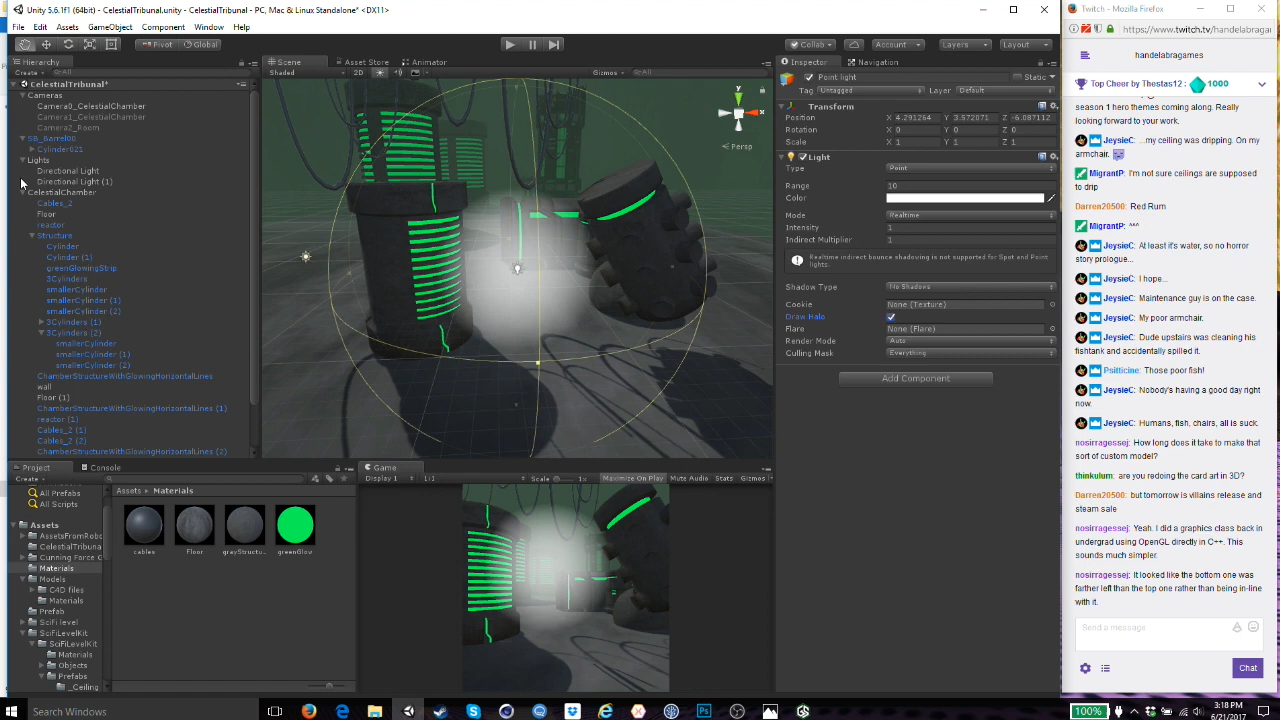 Unity 5.6.1f1 (64bit) - CelestialTribunal.unity - CelestialTribunal - PC, Mac & Linux Standalone* <DX11>
File Edit Assets GameObject Component Window Help
Pivot Global
Collab Account Layers Layout
Hierarchy
Create All
CelestialTribunal*
Cameras
Camera0_CelestialChamber
Camera1_CelestialChamber
Camera2_Room
SB_Barrel00
Cylinder021
Lights
Directional Light
Directional Light (1)
CelestialChamber
Cables_2
Floor
reactor
Structure
Cylinder
Cylinder (1)
greenGlowingStrip
3Cylinders
smallerCylinder
smallerCylinder (1)
smallerCylinder (2)
3Cylinders (1)
3Cylinders (2)
smallerCylinder
smallerCylinder (1)
smallerCylinder (2)
ChamberStructureWithGlowingHorizontalLines
wall
Floor (1)
ChamberStructureWithGlowingHorizontalLines (1)
reactor (1)
Cables_2 (1)
Cables_2 (2)
ChamberStructureWithGlowingHorizontalLines (2)
Scene Asset Store Animator
Shaded 2D Gizmos All
y
x
Persp
Inspector Navigation
Point light Static
Tag Untagged Layer Default
Transform
Position X 4.291264 Y 3.572071 Z -6.087112
Rotation X 0 Y 0 Z 0
Scale X 1 Y 1 Z 1
Light
Type Point
Range 10
Color
Mode Realtime
Intensity 1
Indirect Multiplier 1
Realtime indirect bounce shadowing is not supported for Spot and Point lights.
Shadow Type No Shadows
Cookie None (Texture)
Draw Halo
Flare None (Flare)
Render Mode Auto
Culling Mask Everything
Add Component
Project Console
Create
All Prefabs
All Scripts
Assets
AssetsFromRobo
CelestialTribuna
Cunning Force G
Materials
Models
C4D files
Materials
Prefab
SciFi level
SciFiLevelKit
SciFiLevelKit
Materials
Objects
Prefabs
_Ceiling
Assets Materials
cables Floor grayStructu... greenGlow
Game
Display 1 1:1 Scale 1x Maximize On Play Mute Audio Stats Gizmos
Twitch - Mozilla Firefox
https://www.twitch.tv/handelabragar
handelabragames
Top Cheer by Thestas12: 1000
season 1 hero themes coming along. Really
looking forward to your work.
JeysieC: ...my ceiling was dripping. On my
armchair.
MigrantP: I'm not sure ceilings are supposed
to drip
Darren20500: Red Rum
MigrantP: ^^^
JeysieC: At least it's water, so no horror
story prologue...
JeysieC: I hope...
JeysieC: Maintenance guy is on the case.
JeysieC: My poor armchair.
JeysieC: Dude upstairs was cleaning his
fishtank and accidentally spilled it.
Psitticine: Those poor fish!
JeysieC: Nobody's having a good day right
now.
JeysieC: Humans, fish, chairs, all is suck.
nosirragesej: How long does it take to make that
sort of custom model?
thinkulum: are you redoing the card art in 3D?
Darren20500: but tomorrow is villains release and
steam sale
nosirragesej: Yeah. I did a graphics class back in
undergrad using OpenGL directly in C++. This
sounds much simpler.
nosirragesej: It looked like the bottom one was
farther left than the top one rather than being in-line
with it.
Send a message
Chat
Search Windows
100%
3:18 PM